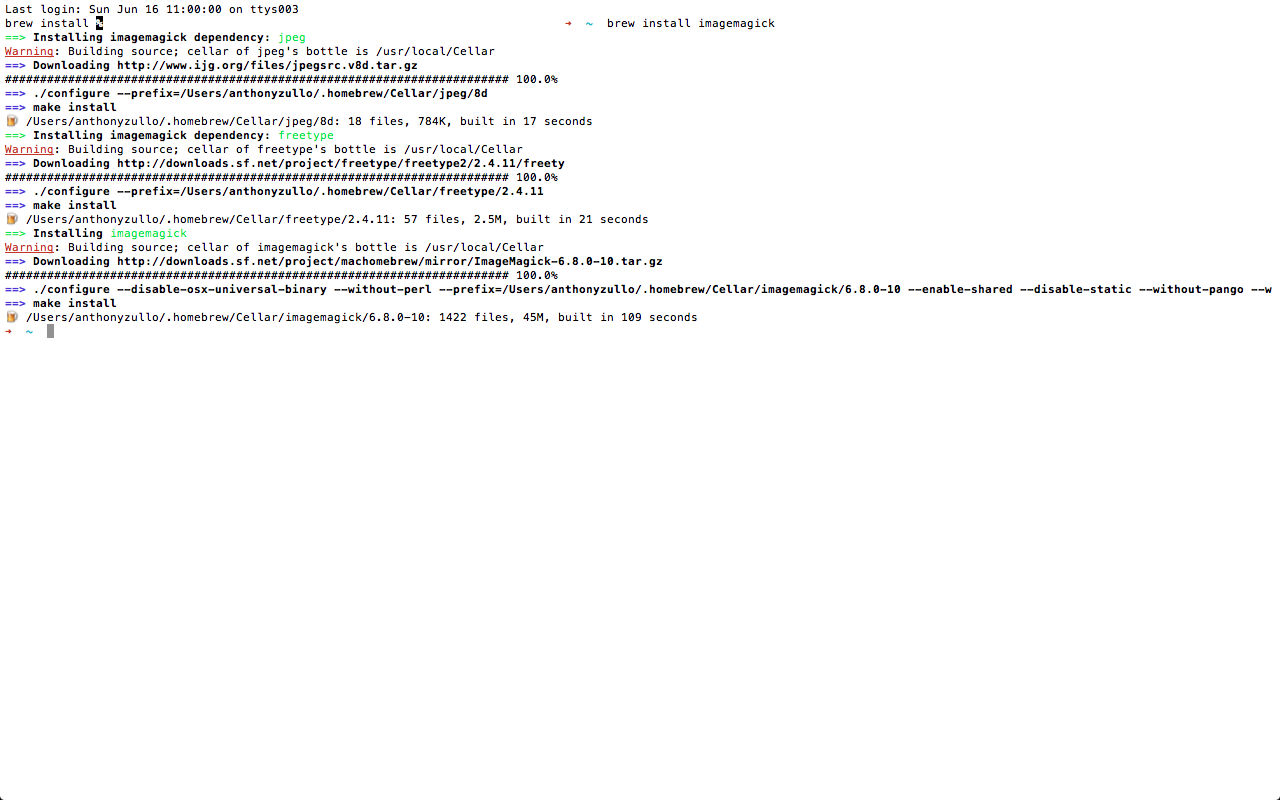 Last login: Sun Jun 16 11:00:00 on ttys003
brew install % ➜ ~ brew install imagemagick
==> Installing imagemagick dependency: jpeg
Warning: Building source; cellar of jpeg's bottle is /usr/local/Cellar
==> Downloading http://www.ijg.org/files/jpegsrc.v8d.tar.gz
######################################################################## 100.0%
==> ./configure --prefix=/Users/anthonyzullo/.homebrew/Cellar/jpeg/8d
==> make install
🍺 /Users/anthonyzullo/.homebrew/Cellar/jpeg/8d: 18 files, 784K, built in 17 seconds
==> Installing imagemagick dependency: freetype
Warning: Building source; cellar of freetype's bottle is /usr/local/Cellar
==> Downloading http://downloads.sf.net/project/freetype/freetype2/2.4.11/freety
######################################################################## 100.0%
==> ./configure --prefix=/Users/anthonyzullo/.homebrew/Cellar/freetype/2.4.11
==> make install
🍺 /Users/anthonyzullo/.homebrew/Cellar/freetype/2.4.11: 57 files, 2.5M, built in 21 seconds
==> Installing imagemagick
Warning: Building source; cellar of imagemagick's bottle is /usr/local/Cellar
==> Downloading http://downloads.sf.net/project/machomebrew/mirror/ImageMagick-6.8.0-10.tar.gz
######################################################################## 100.0%
==> ./configure --disable-osx-universal-binary --without-perl --prefix=/Users/anthonyzullo/.homebrew/Cellar/imagemagick/6.8.0-10 --enable-shared --disable-static --without-pango --w
==> make install
🍺 /Users/anthonyzullo/.homebrew/Cellar/imagemagick/6.8.0-10: 1422 files, 45M, built in 109 seconds
➜ ~